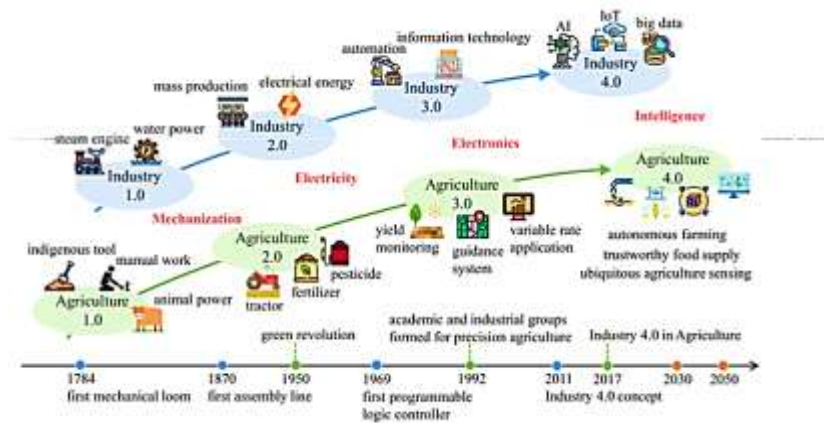 AI
IoT
big data
automation
information technology
Industry
4.0
mass production
electrical energy
Industry
3.0
steam engine
water power
Industry
2.0
Intelligence
Industry
1.0
Electronics
Electricity
Agriculture
4.0
Mechanization
Agriculture
3.0
yield
monitoring
guidance
system
variable rate
application
autonomous farming
trustworthy food supply
ubiquitous agriculture sensing
indigenous tool
manual work
Agriculture
2.0
pesticide
fertilizer
tractor
Agriculture
1.0
animal power
green revolution
academic and industrial groups
formed for precision agriculture
Industry 4.0 in Agriculture
1784
1870
1950
1969
1992
2011
2017
2030
2050
first mechanical loom
first assembly line
first programmable
logic controller
Industry 4.0 concept